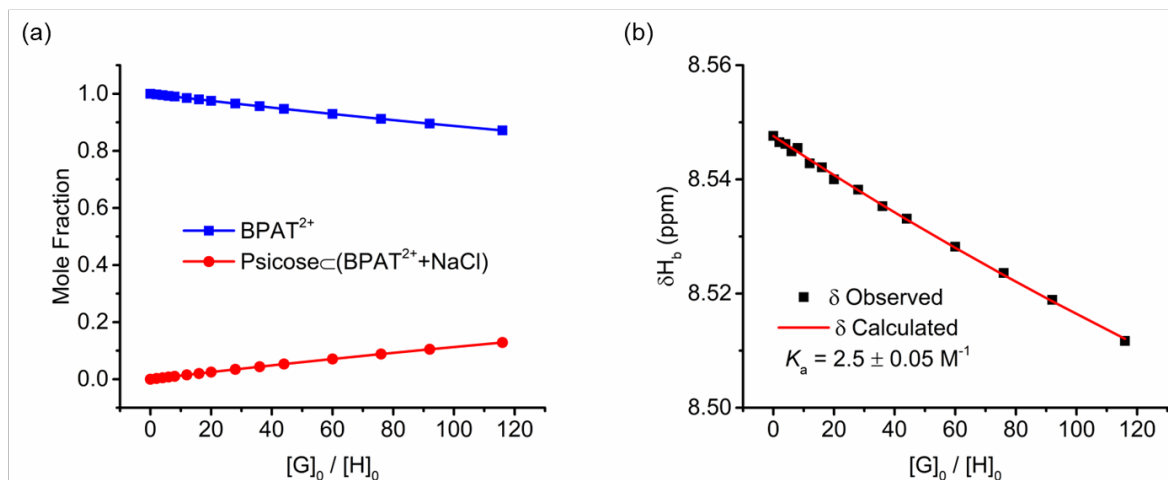 (a)
1.0
0.8
0.6
0.4
0.2
0.0
Mole Fraction
BPAT²⁺
Psicose⊂(BPAT²⁺+NaCl)
0 20 40 60 80 100 120
[G]₀ / [H]₀
(b)
8.56
8.54
8.52
8.50
δH_b (ppm)
δ Observed
δ Calculated
Kₐ = 2.5 ± 0.05 M⁻¹
0 20 40 60 80 100 120
[G]₀ / [H]₀